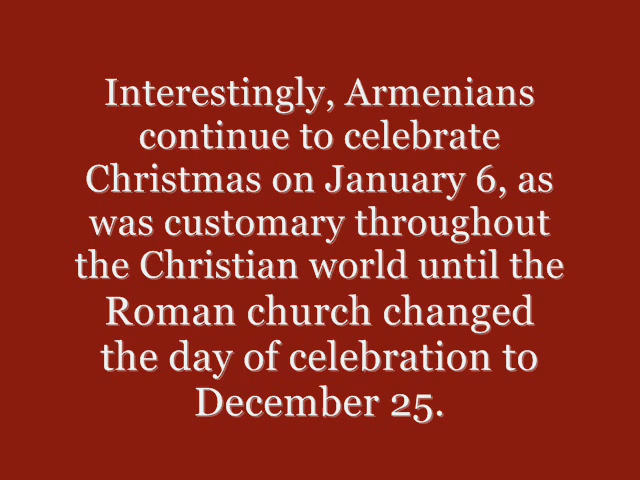 Interestingly, Armenians
continue to celebrate
Christmas on January 6, as
was customary throughout
the Christian world until the
Roman church changed
the day of celebration to
December 25.